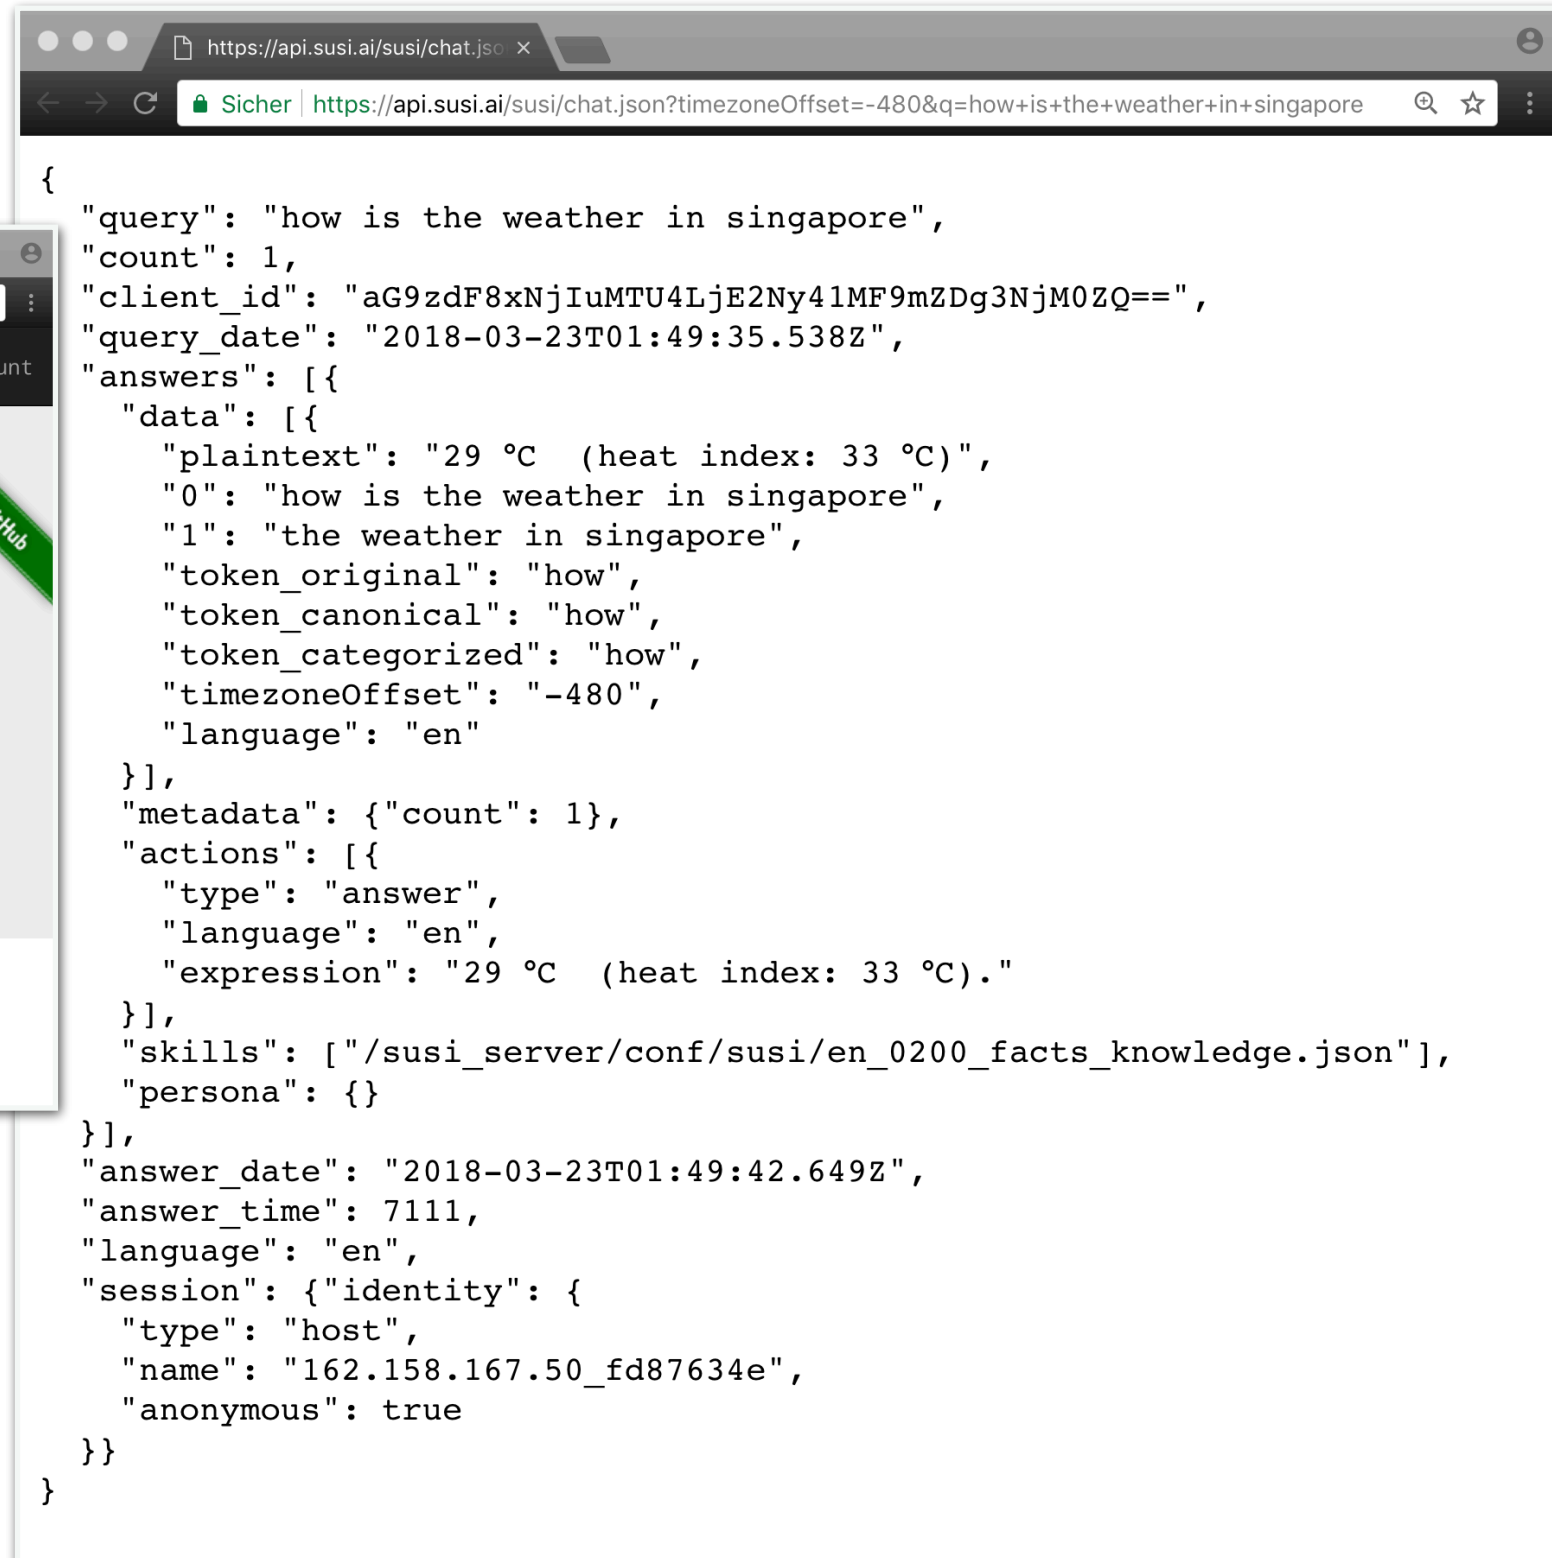 https://api.susi.ai/susi/chat.jso
Sicher https://api.susi.ai/susi/chat.json?timezoneOffset=-480&q=how+is+the+weather+in+singapore
{
"query": "how is the weather in singapore",
"count": 1,
"client_id": "aG9zdF8xNjIuMTU4LjE2Ny41MF9mZDg3NjM0ZQ==",
"query_date": "2018-03-23T01:49:35.538Z",
"answers": [{
"data": [{
"plaintext": "29 °C  (heat index: 33 °C)",
"0": "how is the weather in singapore",
"1": "the weather in singapore",
"token_original": "how",
"token_canonical": "how",
"token_categorized": "how",
"timezoneOffset": "-480",
"language": "en"
}],
"metadata": {"count": 1},
"actions": [{
"type": "answer",
"language": "en",
"expression": "29 °C  (heat index: 33 °C)."
}],
"skills": ["/susi_server/conf/susi/en_0200_facts_knowledge.json"],
"persona": {}
}],
"answer_date": "2018-03-23T01:49:42.649Z",
"answer_time": 7111,
"language": "en",
"session": {"identity": {
"type": "host",
"name": "162.158.167.50_fd87634e",
"anonymous": true
}}
}
unt
Hub